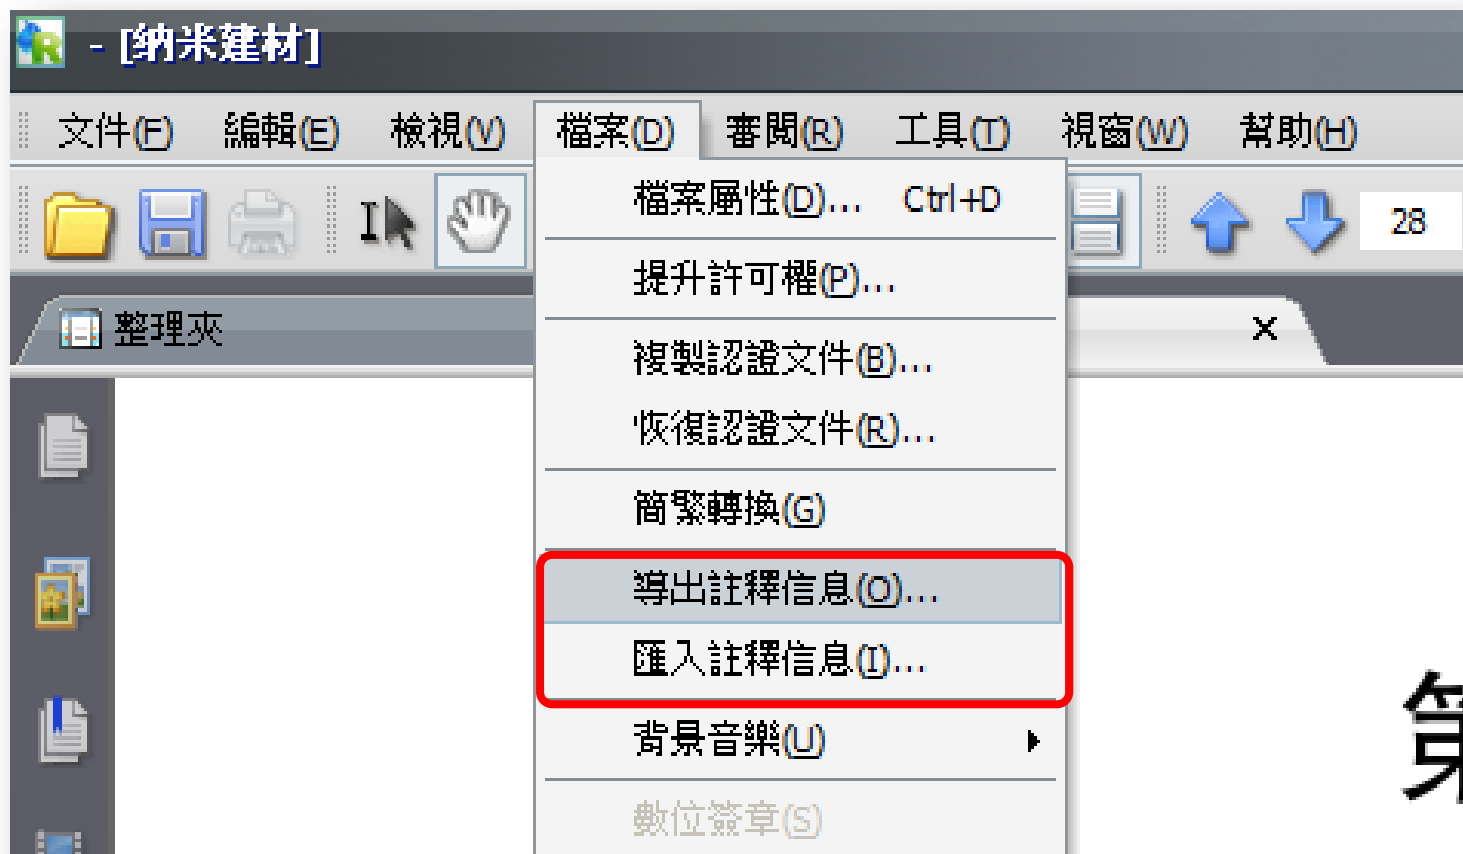 - [納米建材]
文件(F) 編輯(E) 檢視(V) 檔案(D) 審閱(R) 工具(T) 視窗(W) 幫助(H)
28
整理夾
檔案屬性(D)... Ctrl+D
提升許可權(P)...
複製認證文件(B)...
恢復認證文件(R)...
簡繁轉換(G)
導出註釋信息(O)...
匯入註釋信息(I)...
背景音樂(U)
數位簽章(S)
第